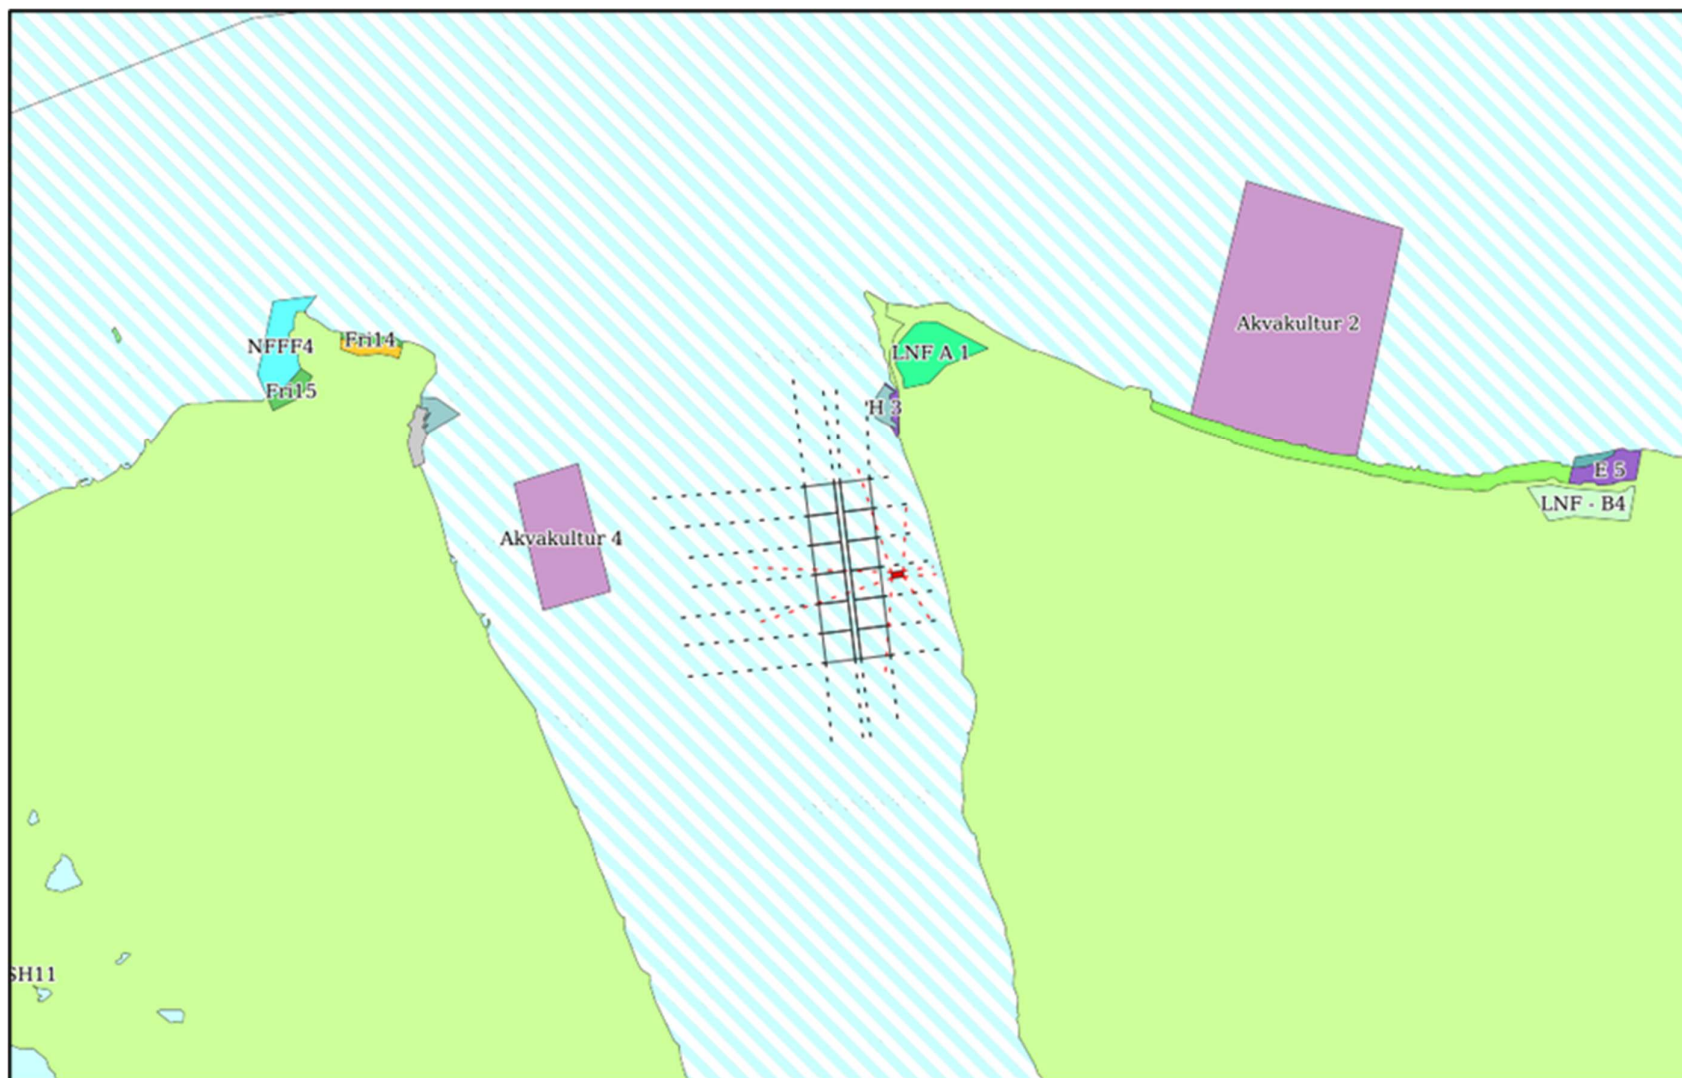 Akvakultur 2
NFFF4
Fri14
LNF A 1
Fri15
H 3
E 5
LNF - B4
Akvakultur 4
SH11